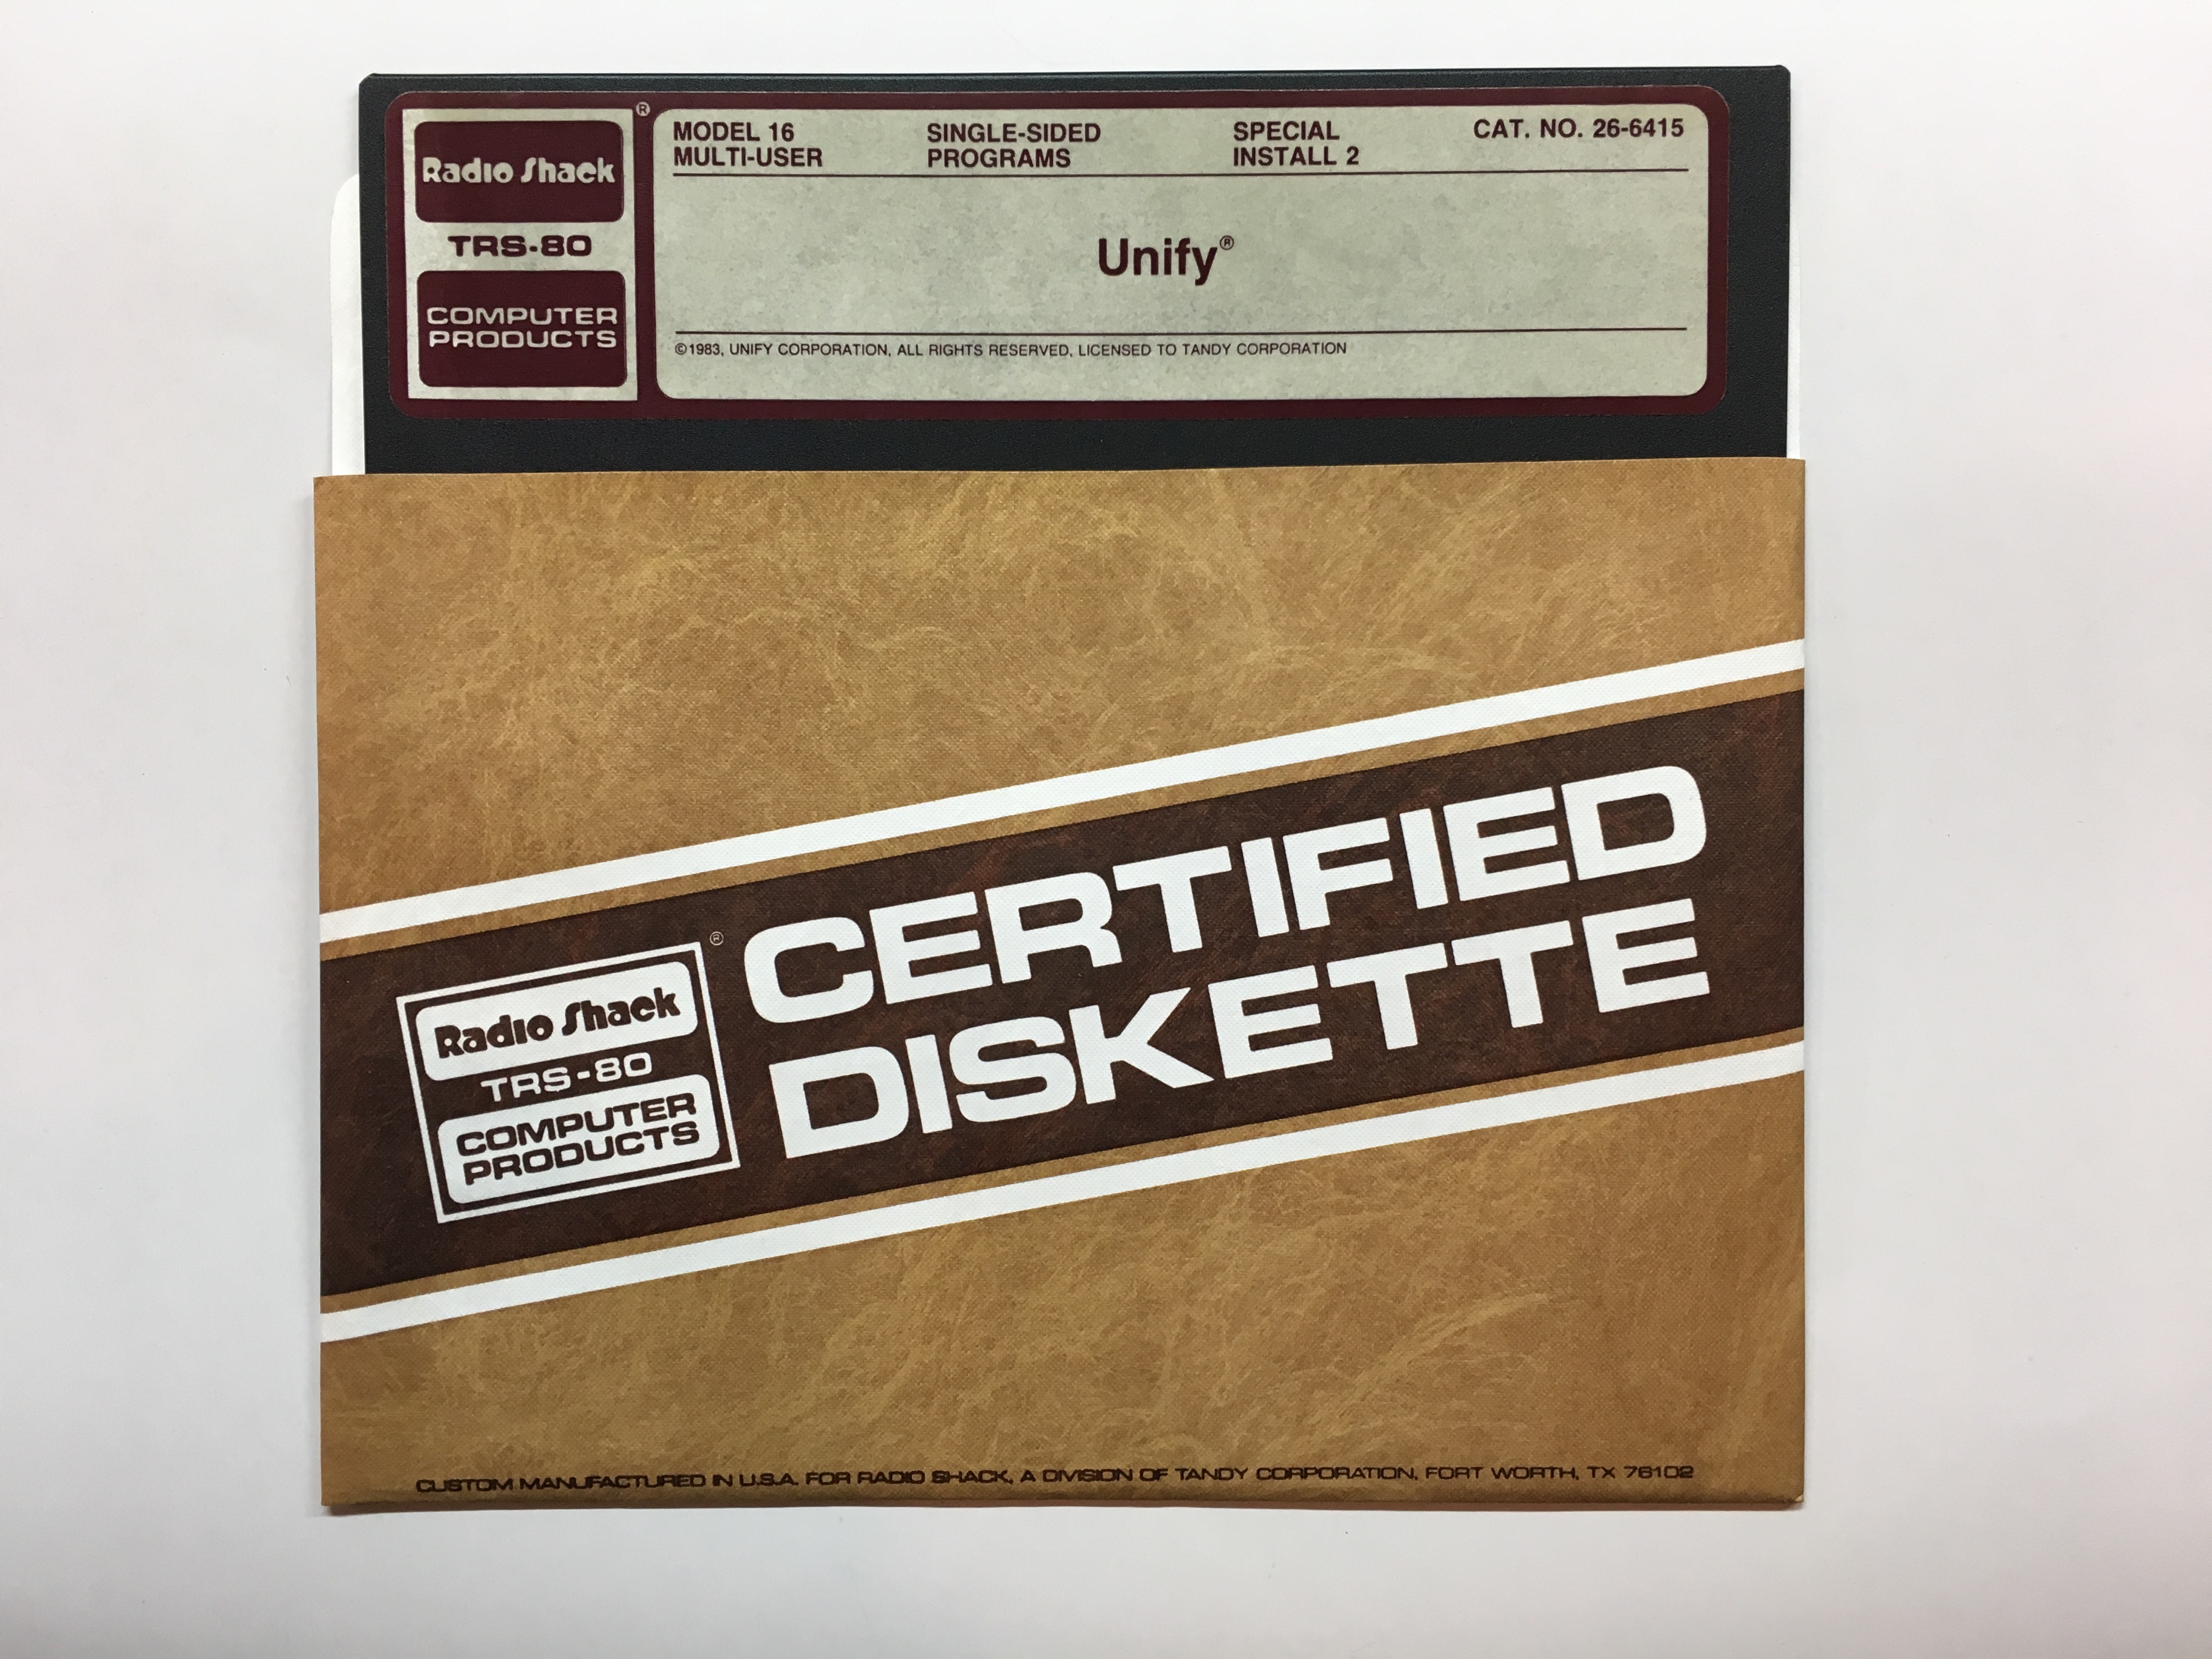 Radio Shack ®
TRS-80
COMPUTER
PRODUCTS
MODEL 16
MULTI-USER
SINGLE-SIDED
PROGRAMS
SPECIAL
INSTALL 2
CAT. NO. 26-6415
Unify®
©1983, UNIFY CORPORATION, ALL RIGHTS RESERVED, LICENSED TO TANDY CORPORATION
Radio Shack ®
TRS-80
COMPUTER
PRODUCTS
CERTIFIED
DISKETTE
CUSTOM MANUFACTURED IN U.S.A. FOR RADIO SHACK, A DIVISION OF TANDY CORPORATION, FORT WORTH, TX 76102